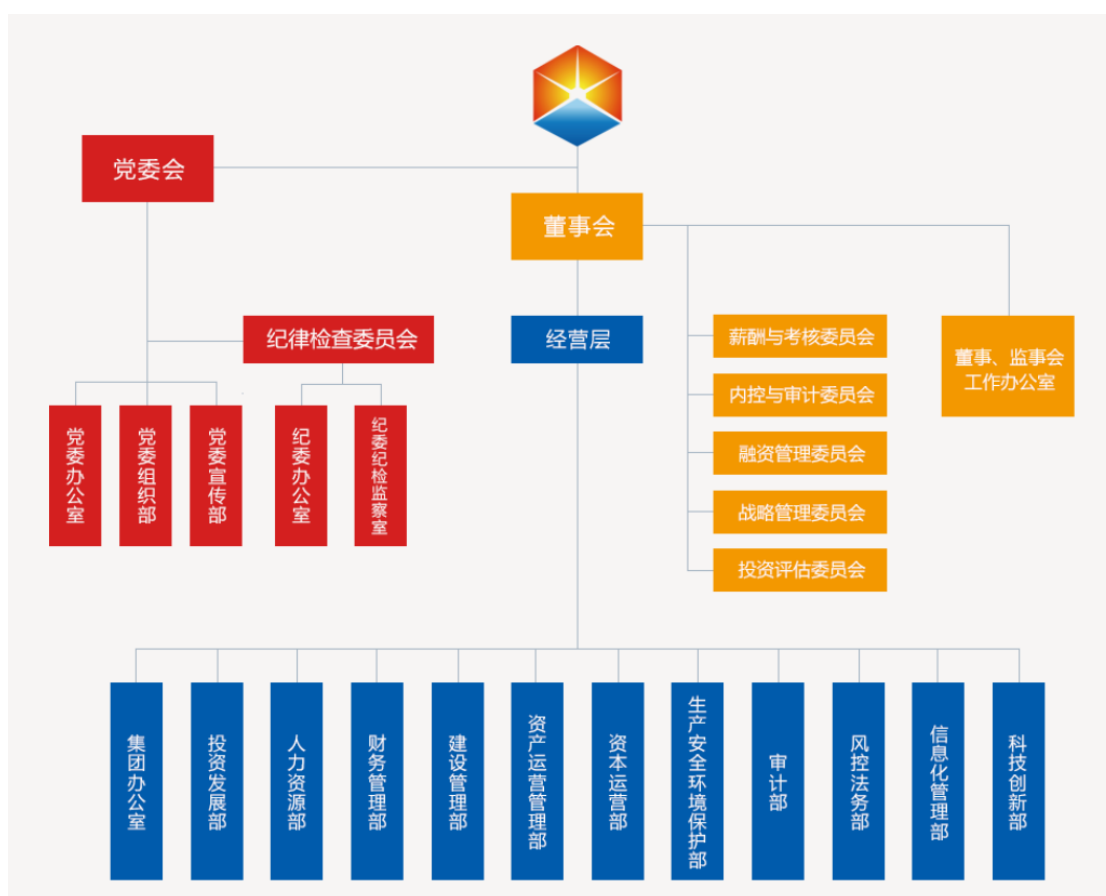 党委会
董事会
纪律检查委员会
经营层
薪酬与考核委员会
内控与审计委员会
融资管理委员会
战略管理委员会
投资评估委员会
董事、监事会
工作办公室
党委办公室
党委组织部
党委宣传部
纪委办公室
纪委纪检监察室
集团办公室
投资发展部
人力资源部
财务管理部
建设管理部
资产运营管理部
资本运营部
生产安全环境保护部
审计部
风控法务部
信息化管理部
科技创新部